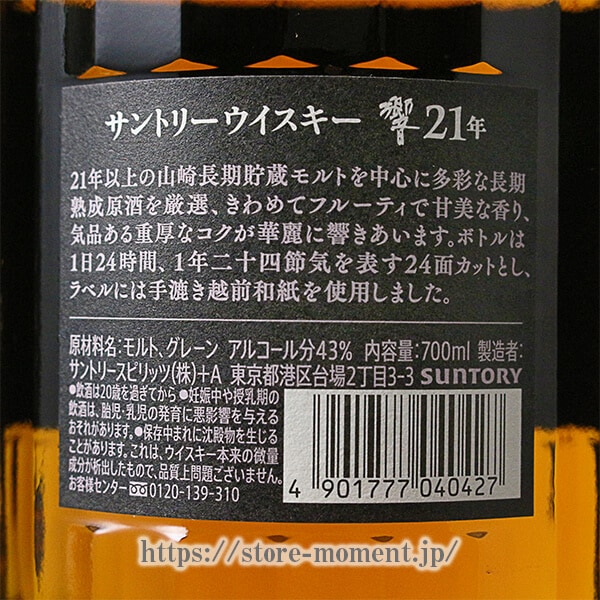 サントリーウイスキー 響 21年
21年以上の山崎長期貯蔵モルトを中心に多彩な長期
熟成原酒を厳選、きわめてフルーティで甘美な香り、
気品ある重厚なコクが華麗に響きあいます。ボトルは
1日24時間、1年二十四節気を表す24面カットとし、
ラベルには手漉き越前和紙を使用しました。
原材料名:モルト、グレーン アルコール分43% 内容量:700ml 製造者:
サントリースピリッツ(株)+A 東京都港区台場2丁目3-3 SUNTORY
●飲酒は20歳を過ぎてから ●妊娠中や授乳期の
飲酒は、胎児・乳児の発育に悪影響を与える
おそれがあります。●保存中まれに沈殿物を生じる
ことがあります。これは、ウイスキー本来の微量
成分が析出したもので、品質上問題ございません。
お客様センター 0120-139-310
4 901777 040427
https://store-moment.jp/